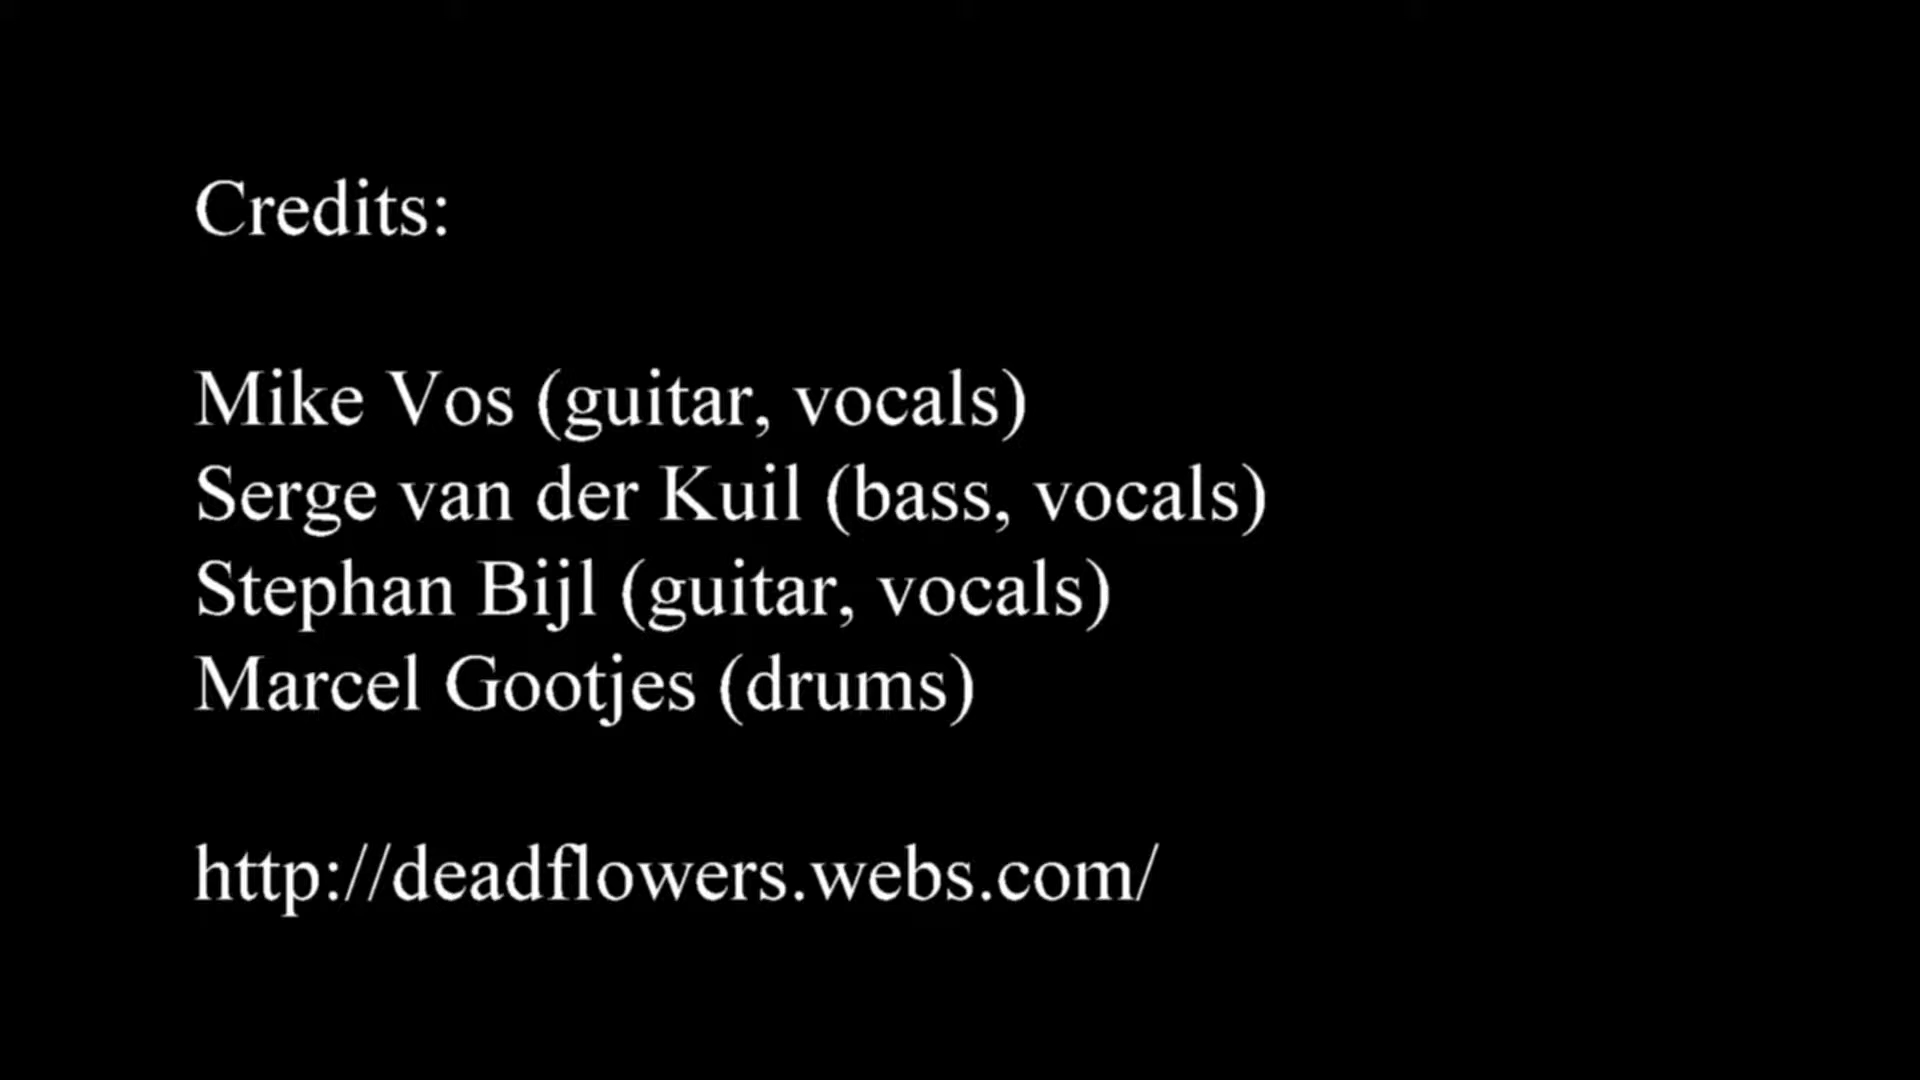 Credits:
Mike Vos (guitar, vocals)
Serge van der Kuil (bass, vocals)
Stephan Bijl (guitar, vocals)
Marcel Gootjes (drums)
http://deadflowers.webs.com/